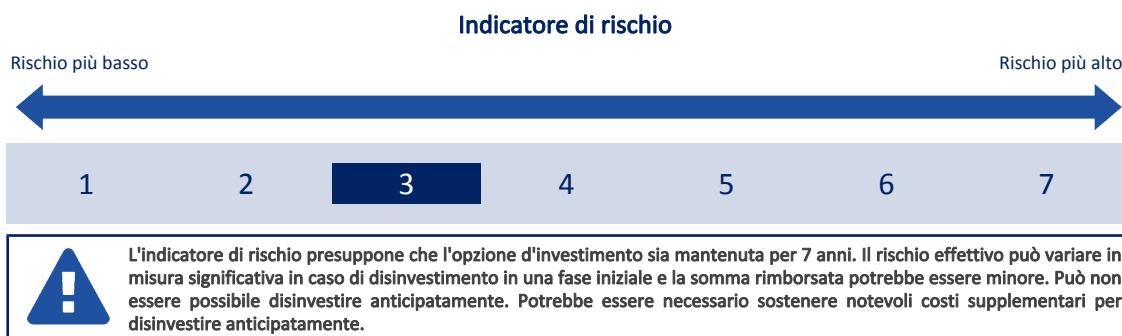 Indicatore di rischio
Rischio più basso
Rischio più alto
1 2 3 4 5 6 7
L'indicatore di rischio presuppone che l'opzione d'investimento sia mantenuta per 7 anni. Il rischio effettivo può variare in
misura significativa in caso di disinvestimento in una fase iniziale e la somma rimborsata potrebbe essere minore. Può non
essere possibile disinvestire anticipatamente. Potrebbe essere necessario sostenere notevoli costi supplementari per
disinvestire anticipatamente.